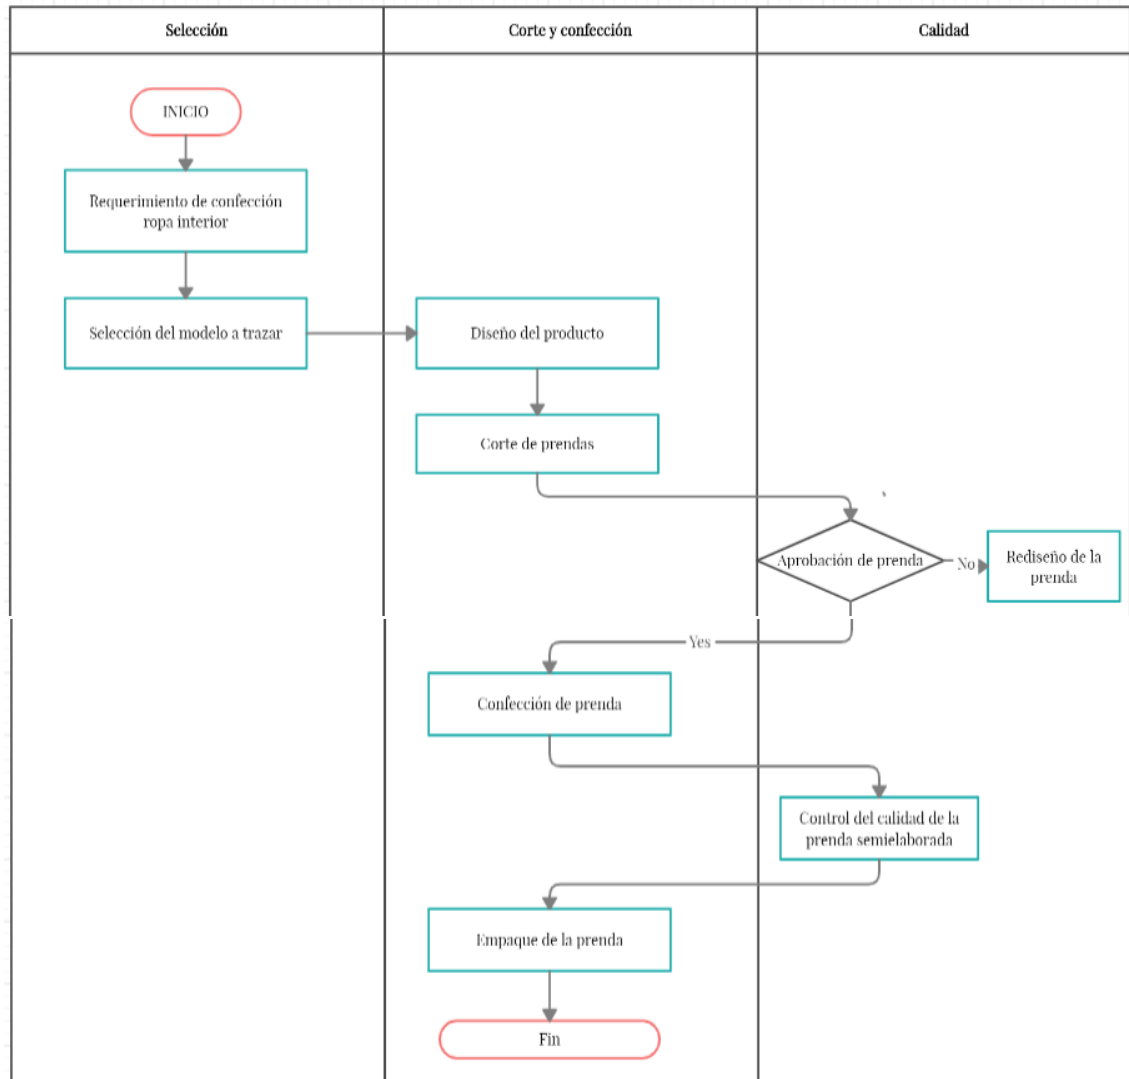 Selección
Corte y confección
Calidad
INICIO
Requerimiento de confección
ropa interior
Selección del modelo a trazar
Diseño del producto
Corte de prendas
Aprobación de prenda
No
Rediseño de la
prenda
Yes
Confección de prenda
Control del calidad de la
prenda semielaborada
Empaque de la prenda
Fin